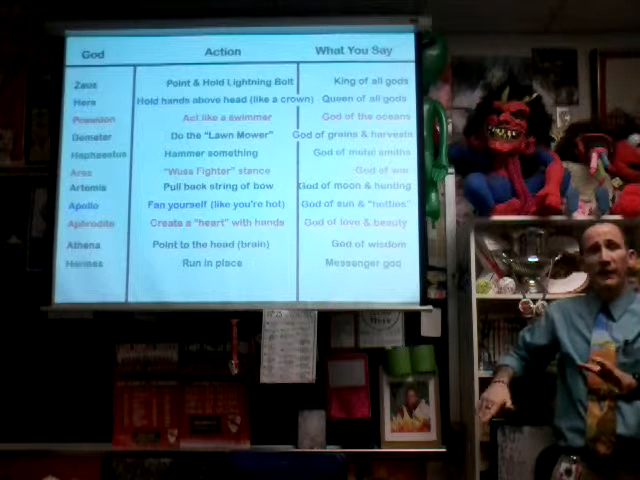 God Action What You Say
Zeus Point & Hold Lightning Bolt King of all gods
Hera Hold hands above head (like a crown) Queen of all gods
Poseidon Act like a swimmer God of the oceans
Demeter Do the "Lawn Mower" God of grains & harvests
Hephaestus Hammer something God of metal smiths
Ares "Wuss Fighter" stance God of war
Artemis Pull back string of bow God of moon & hunting
Apollo Fan yourself (like you're hot) God of sun & "hotties"
Aphrodite Create a "heart" with hands God of love & beauty
Athena Point to the head (brain) God of wisdom
Hermes Run in place Messenger god